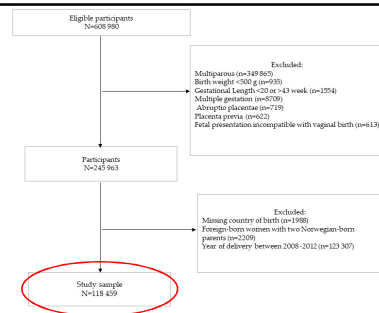 Eligible participants
N=608 980
Excluded:
Multiparous (n=349 865)
Birth weight <500 g (n=935)
Gestational Length <20 or >43 week (n=1554)
Multiple gestation (n=8709)
Abruptio placentae (n=719)
Placenta previa (n=622)
Fetal presentation incompatible with vaginal birth (n=613)
Participants
N=245 963
Excluded:
Missing country of birth (n=1988)
Foreign-born women with two Norwegian-born
parents (n=2209)
Year of delivery between 2008 -2012 (n=123 307)
Study sample
N=118 459